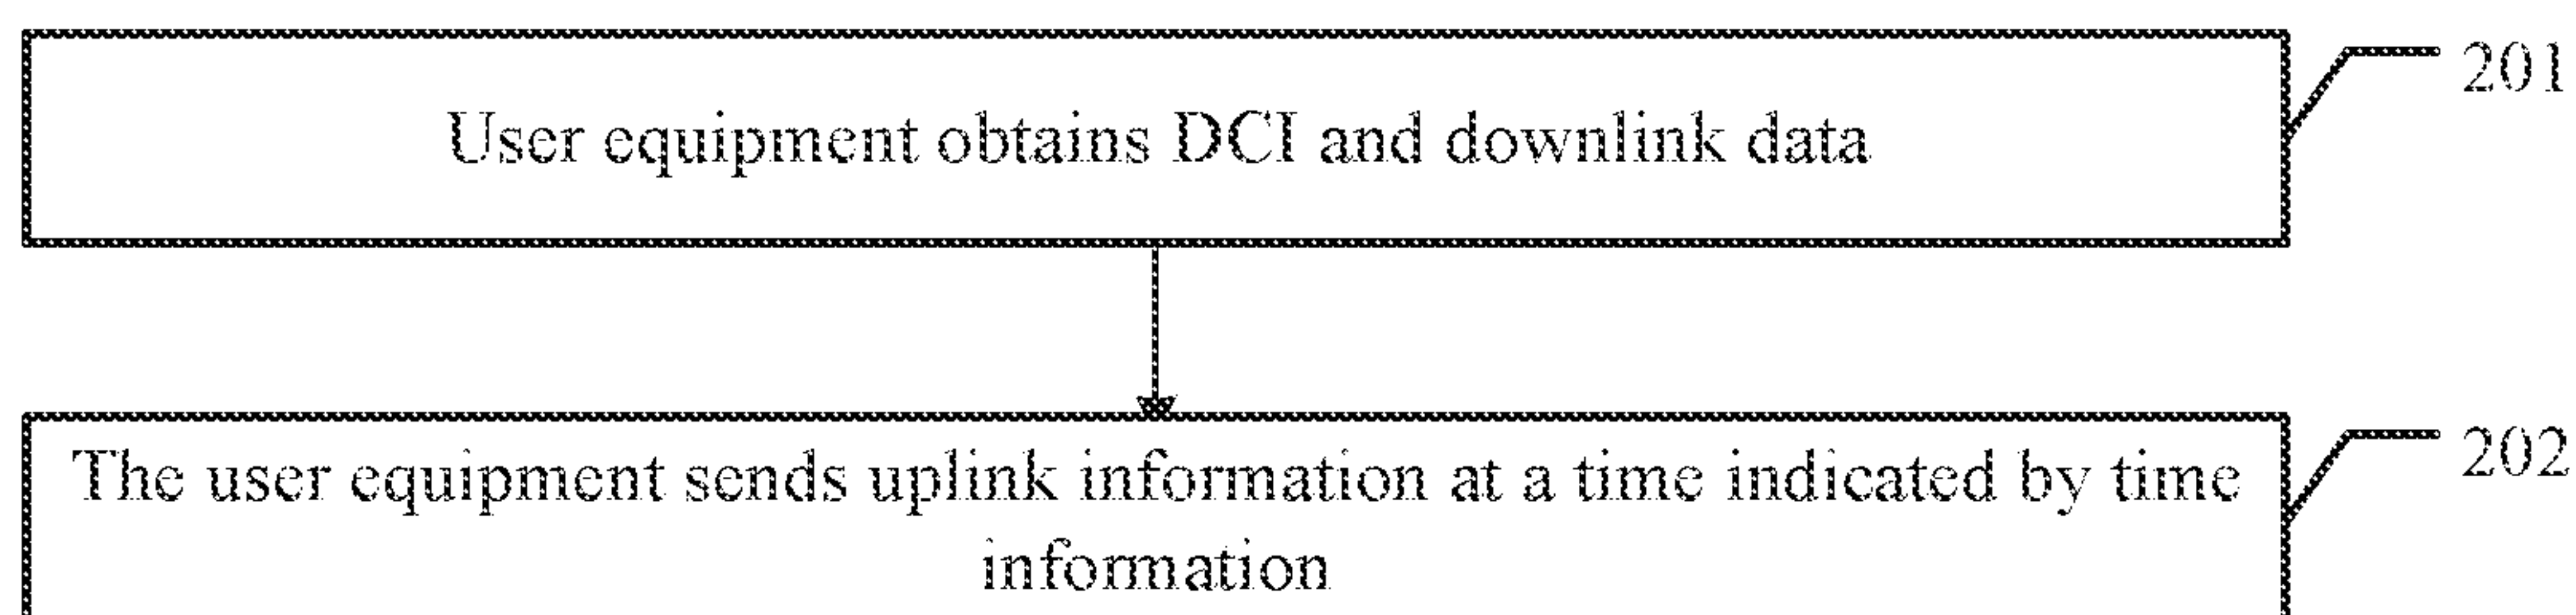 201
User equipment obtains DCI and downlink data
202
The user equipment sends uplink information at a time indicated by time
information